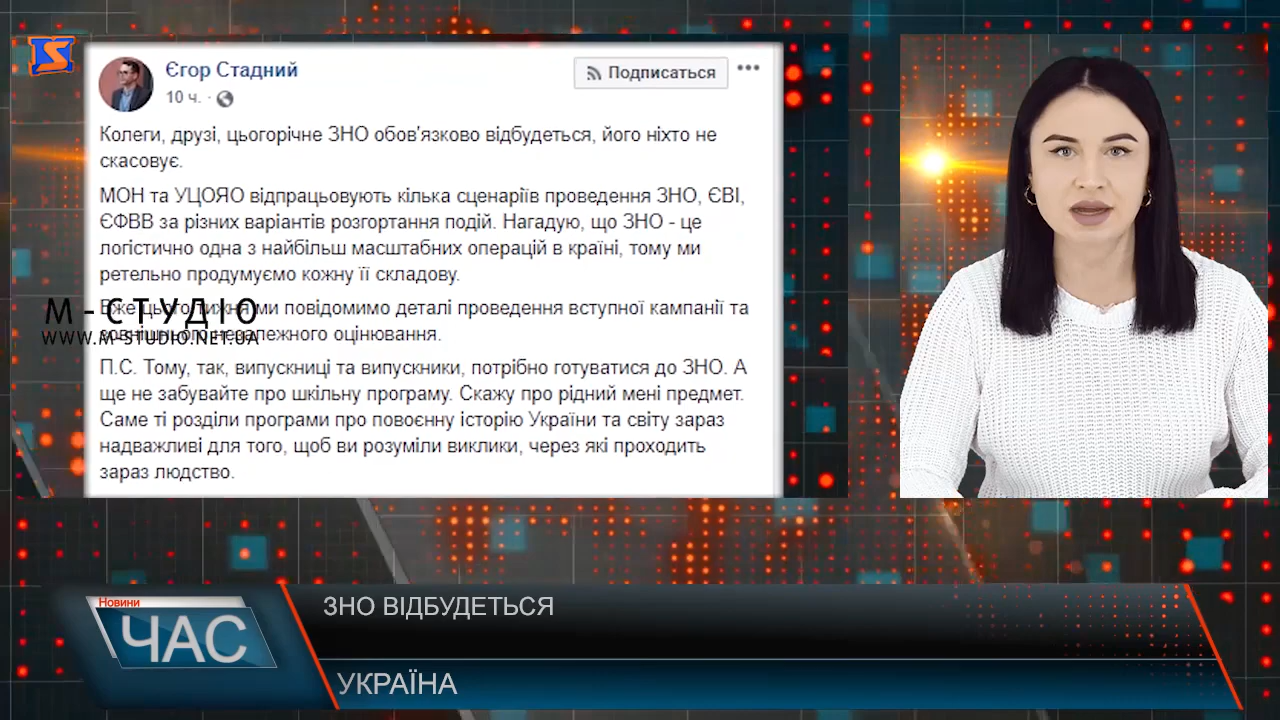 Єгор Стадний
Подписаться
10 ч.
Колеги, друзі, цьогорічне ЗНО обов'язково відбудеться, його ніхто не
скасовує.
МОН та УЦОЯО відпрацьовують кілька сценаріїв проведення ЗНО, ЄВІ,
ЄФВВ за різних варіантів розгортання подій. Нагадую, що ЗНО - це
логістично одна з найбільш масштабних операцій в країні, тому ми
ретельно продумуємо кожну її складову.
Вже цього тижня ми повідомимо деталі проведення вступної кампанії та
зовнішнього незалежного оцінювання.
М-СТУДІО
WWW.M-STUDIO.NET.UA
П.С. Тому, так, випускниці та випускники, потрібно готуватися до ЗНО. А
ще не забувайте про шкільну програму. Скажу про рідний мені предмет.
Саме ті розділи програми про повоєнну історію України та світу зараз
надважливі для того, щоб ви розуміли виклики, через які проходить
зараз людство.
Новини
ЧАС
ЗНО ВІДБУДЕТЬСЯ
УКРАЇНА